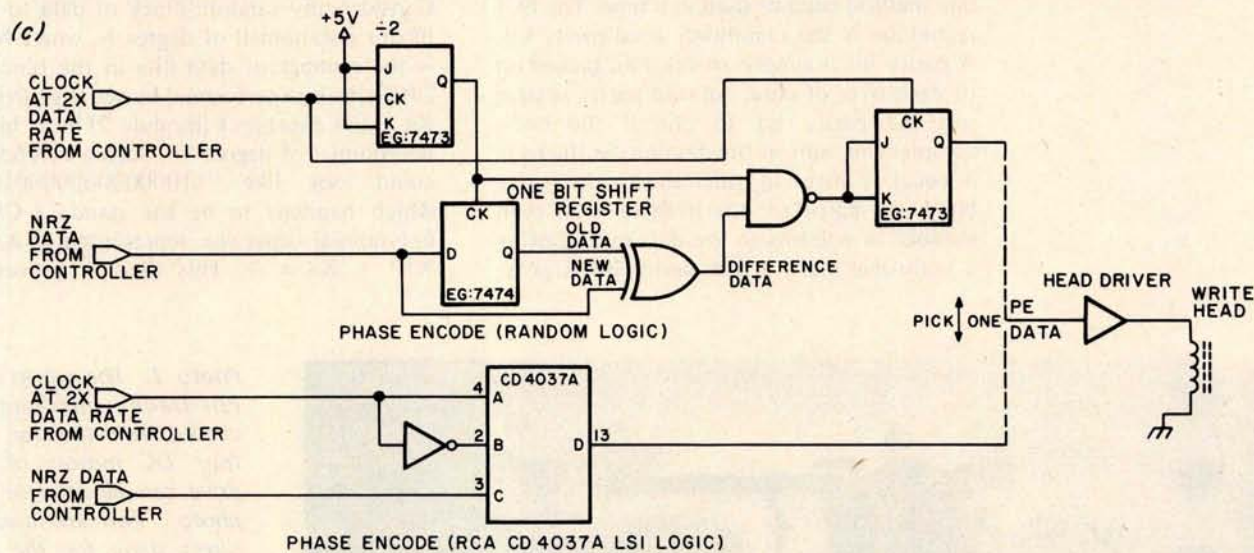 (c)
+5V
÷2
CLOCK
AT 2X
DATA
RATE
FROM CONTROLLER
J
Q
CK
K
EG:7473
CK
J
Q
K
EG:7473
ONE BIT SHIFT
REGISTER
NRZ
DATA
FROM
CONTROLLER
CK
D
Q
EG:7474
OLD
DATA
NEW
DATA
DIFFERENCE
DATA
PHASE ENCODE (RANDOM LOGIC)
PICK ONE
PE
DATA
HEAD DRIVER
WRITE
HEAD
CLOCK
AT 2X
DATA RATE
FROM CONTROLLER
NRZ DATA
FROM
CONTROLLER
4
2
3
CD4037A
A
B
C
D
13
PHASE ENCODE (RCA CD4037A LSI LOGIC)